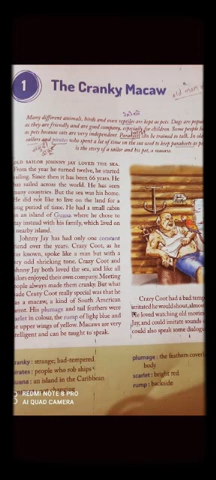 1
The Cranky Macaw
old man
Many different animals, birds and even reptiles are kept as pets. Dogs are
as they are friendly and are good company, especially for children. Some people
as pets because cats are very independent. Parakeets can be trained to talk. In
sailors and pirates who spent a lot of time on the sea used to keep parakeets
is the story of a sailor and his pet, a macaw.
OLD SAILOR JOHNNY JAY LOVED THE SEA.
From the year he turned twelve, he started
sailing. Since then it had been 66 years. He
had sailed across the world. He has seen
many countries. But the sea was his home.
He did not like to live on the land for a
long period of time. He had a small cabin
on an island of where he chose to
stay instead with his family, which lived on
nearby island.
Johnny Jay has had only one constant
friend over the years. Crazy Coot, as he
was known, spoke like a man but with a
very odd shrieking tone. Crazy Coot and
Johnny Jay both loved the sea, and like all
sailors enjoyed their own company. Meeting
people always made them cranky. But what
made Crazy Coot really special was that he
was a macaw, a kind of South American
parrot. His plumage and tail feathers were
scarlet in colour, the rump of light blue and
the upper wings of yellow. Macaws are very
intelligent and can be taught to speak.
Crazy Coot had a bad
irritated he would shout,
He loved watching old
Jay, and could imitate sounds
could also speak some
cranky : strange; bad-tempered
pirates : people who rob ships
: an island in the Caribbean
plumage : the feathers
body
scarlet : bright red
rump : backside
REDMI NOTE 8 PRO
AI QUAD CAMERA